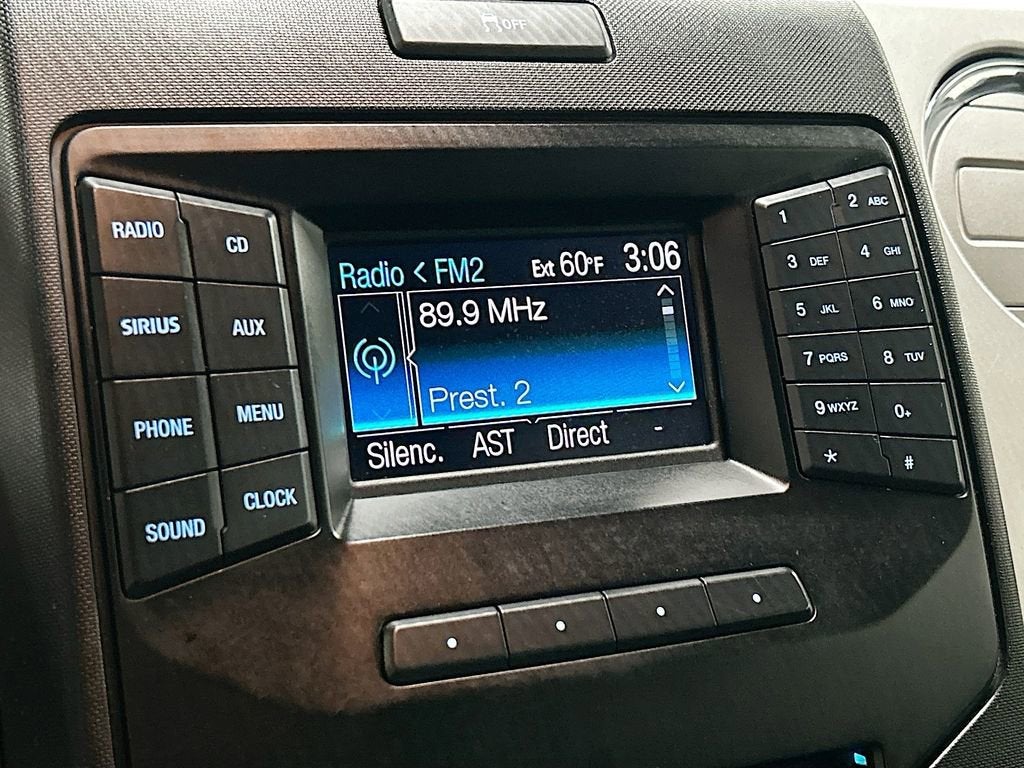 OFF
RADIO
CD
SIRIUS
AUX
PHONE
MENU
SOUND
CLOCK
Radio < FM2 Ext 60°F 3:06
89.9 MHz
Prest. 2
Silenc. AST Direct -
1
2 ABC
3 DEF
4 GHI
5 JKL
6 MNO
7 PQRS
8 TUV
9 WXYZ
0+
*
#